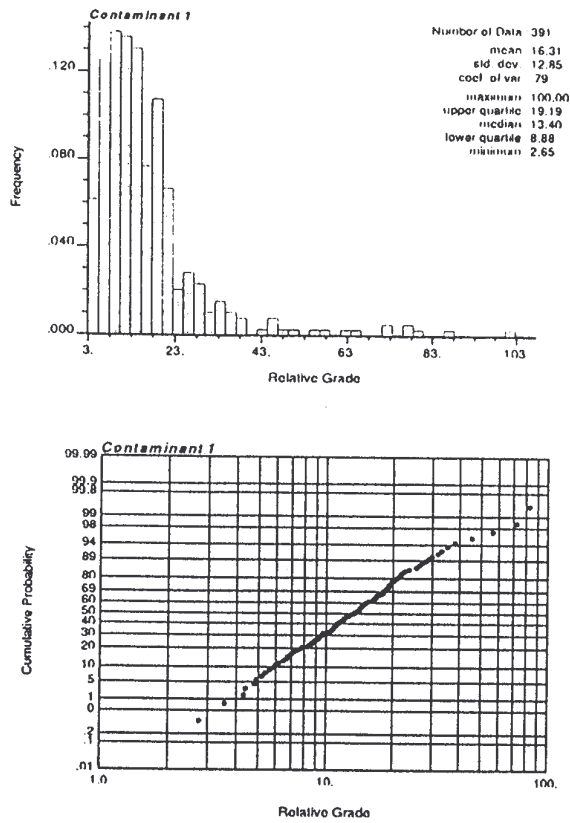 Contaminant 1
Number of Data 391
mean 16.31
std. dev. 12.85
coef. of var 79
maximum 100.00
upper quartile 19.19
median 13.40
lower quartile 8.88
minimum 2.65
Frequency
.120
.080
.040
.000
3. 23. 43. 63. 83. 103
Relative Grade
Contaminant 1
Cumulative Probability
99.99
99.9
99.8
99
98
94
89
80
69
60
50
40
30
20
10
5
1
0
.2
.1
.01
1.0 10. 100.
Relative Grade